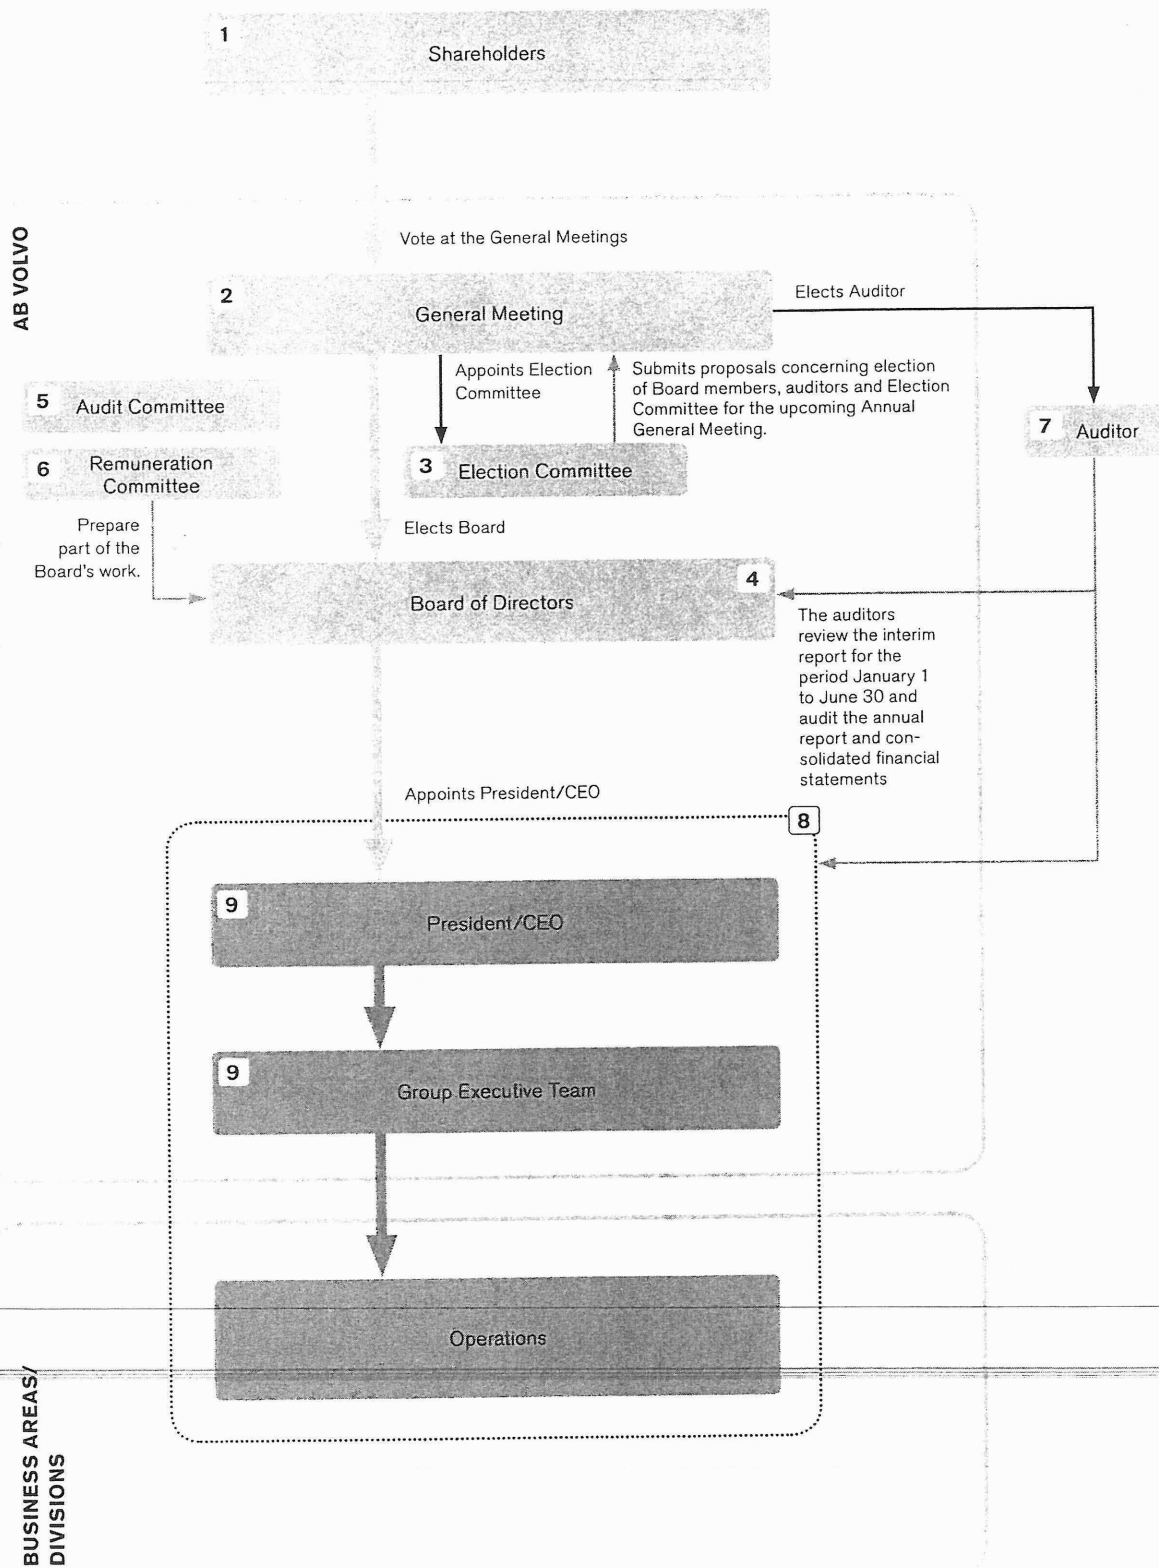 1
Shareholders
AB VOLVO
Vote at the General Meetings
2
General Meeting
Elects Auditor
Appoints Election
Committee
Submits proposals concerning election
of Board members, auditors and Election
Committee for the upcoming Annual
General Meeting.
5 Audit Committee
7 Auditor
6 Remuneration
Committee
3 Election Committee
Prepare
part of the
Board's work.
Elects Board
4
Board of Directors
The auditors
review the interim
report for the
period January 1
to June 30 and
audit the annual
report and con-
solidated financial
statements
Appoints President/CEO
8
9
President/CEO
9
Group Executive Team
Operations
BUSINESS AREAS/
DIVISIONS